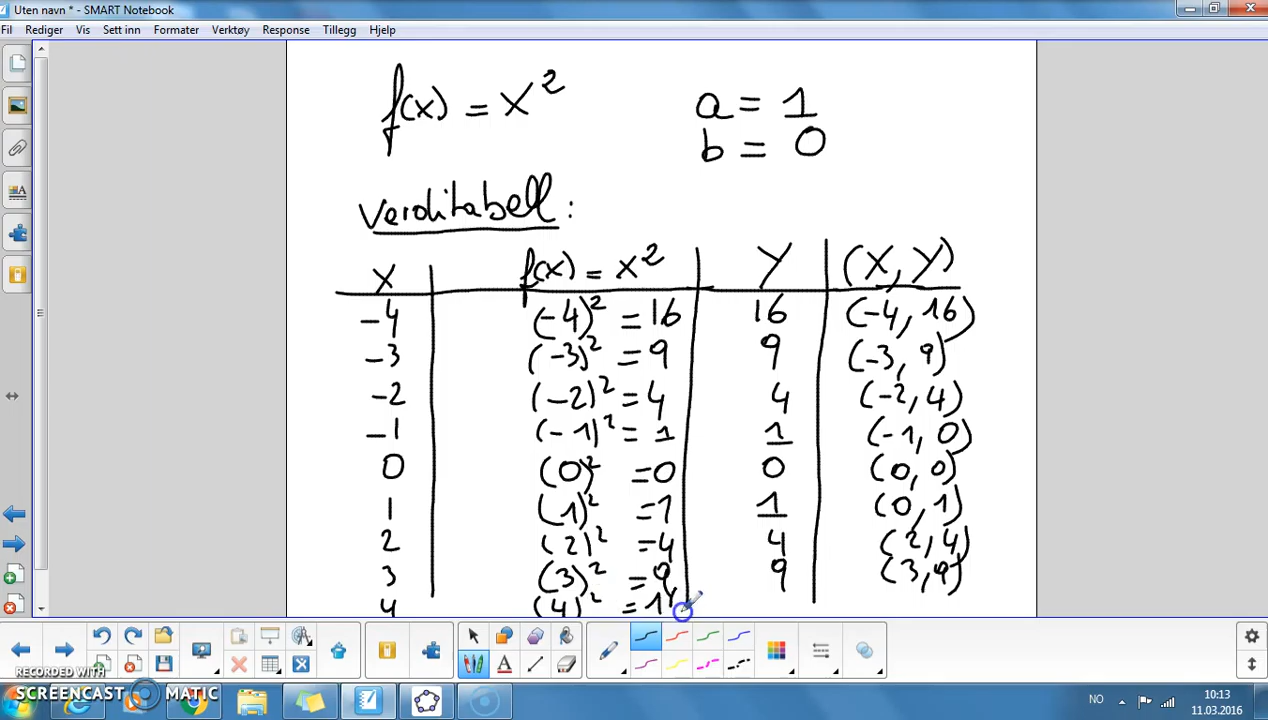 Uten navn * - SMART Notebook
Fil Rediger Vis Sett inn Formater Verktøy Response Tillegg Hjelp
f(x) = x² a = 1
b = 0
Verditabell:
x f(x) = x² Y (X, Y)
-4 (-4)² = 16 16 (-4, 16)
-3 (-3)² = 9 9 (-3, 9)
-2 (-2)² = 4 4 (-2, 4)
-1 (-1)² = 1 1 (-1, 0)
0 (0)² = 0 0 (0, 0)
1 (1)² = 1 1 (0, 1)
2 (2)² = 4 4 (2, 4)
3 (3)² = 9 9 (3, 9)
4 (4)² = 1
RECORDED WITH
SCREENCAST MATIC
NO 10:13
11.03.2016